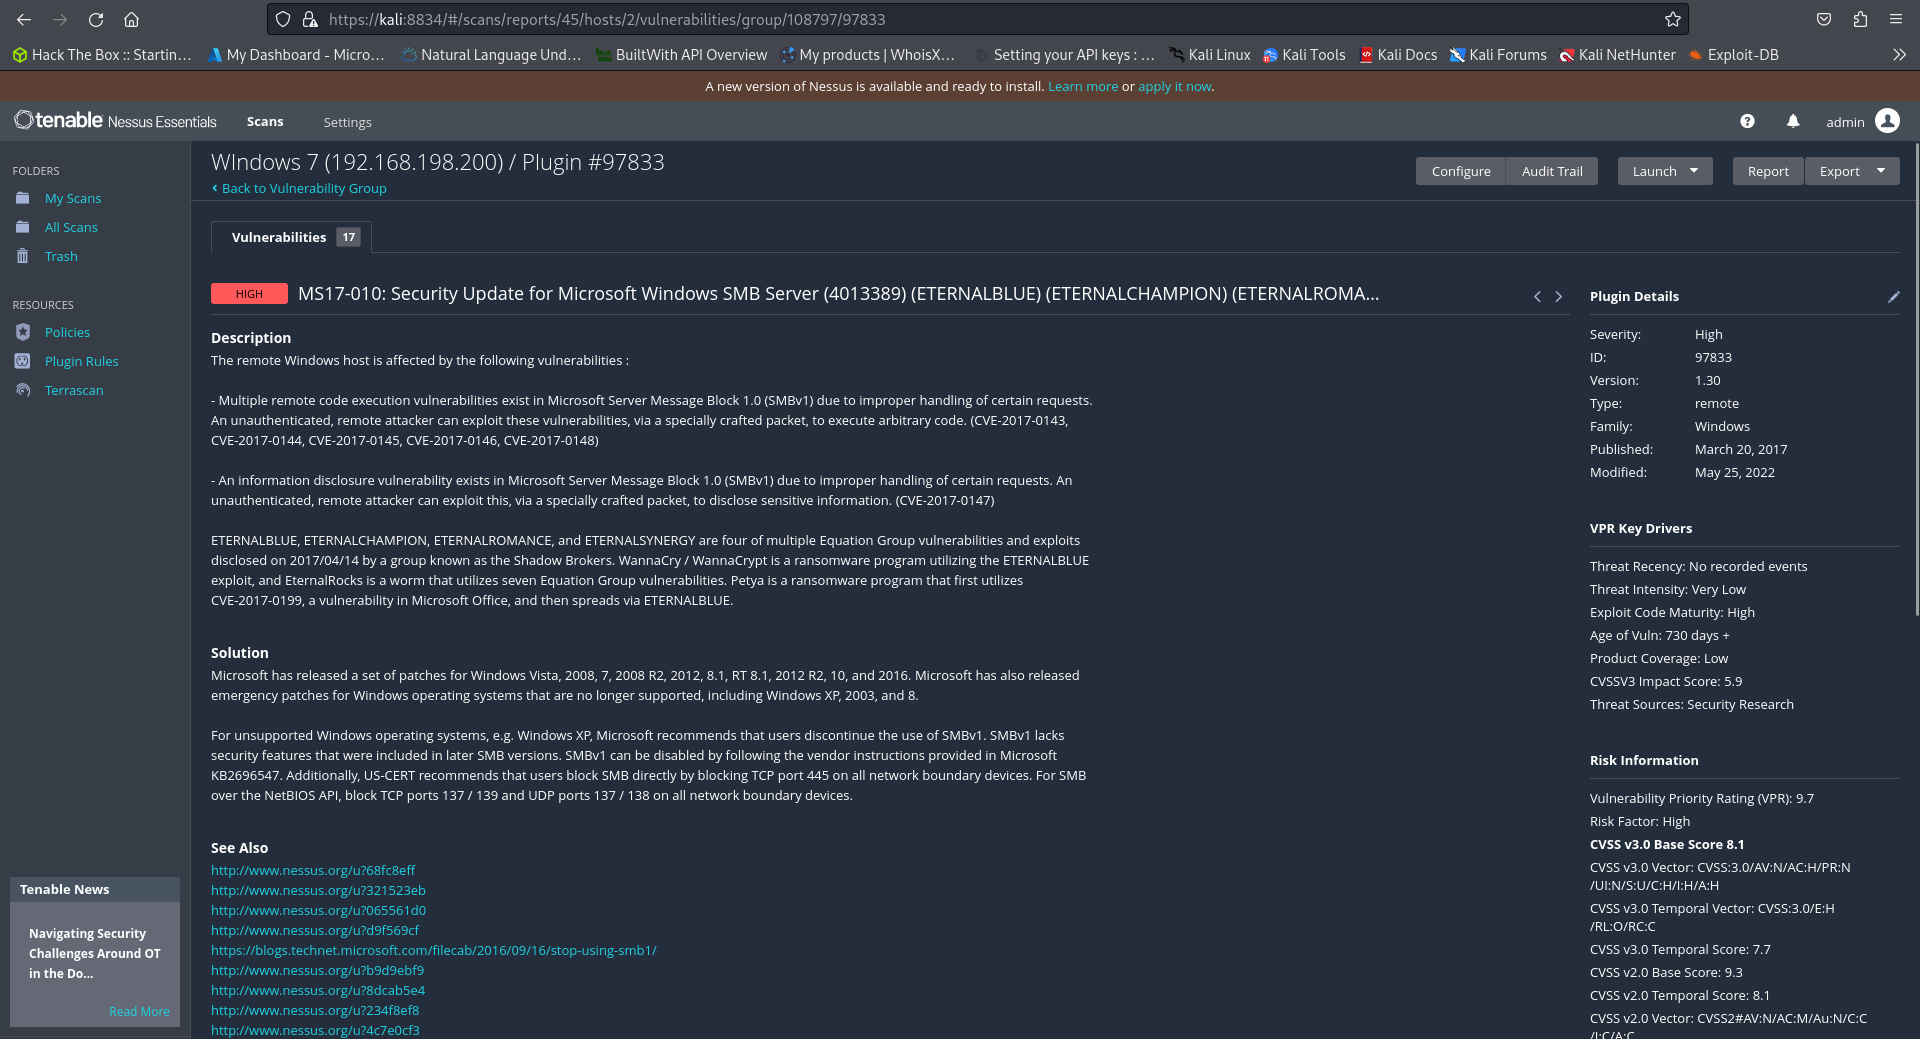 https://kali:8834/#/scans/reports/45/hosts/2/vulnerabilities/group/108797/97833
Hack The Box :: Startin… My Dashboard - Micro… Natural Language Und… BuiltWith API Overview My products | WhoisX… Setting your API keys : … Kali Linux Kali Tools Kali Docs Kali Forums Kali NetHunter Exploit-DB
A new version of Nessus is available and ready to install. Learn more or apply it now.
tenable Nessus Essentials Scans Settings admin
FOLDERS
My Scans
All Scans
Trash
RESOURCES
Policies
Plugin Rules
Terrascan
Tenable News
Navigating Security
Challenges Around OT
in the Do...
Read More
WIndows 7 (192.168.198.200) / Plugin #97833
Back to Vulnerability Group
Configure Audit Trail Launch Report Export
Vulnerabilities 17
HIGH MS17-010: Security Update for Microsoft Windows SMB Server (4013389) (ETERNALBLUE) (ETERNALCHAMPION) (ETERNALROMA...
Description
The remote Windows host is affected by the following vulnerabilities :
- Multiple remote code execution vulnerabilities exist in Microsoft Server Message Block 1.0 (SMBv1) due to improper handling of certain requests.
An unauthenticated, remote attacker can exploit these vulnerabilities, via a specially crafted packet, to execute arbitrary code. (CVE-2017-0143,
CVE-2017-0144, CVE-2017-0145, CVE-2017-0146, CVE-2017-0148)
- An information disclosure vulnerability exists in Microsoft Server Message Block 1.0 (SMBv1) due to improper handling of certain requests. An
unauthenticated, remote attacker can exploit this, via a specially crafted packet, to disclose sensitive information. (CVE-2017-0147)
ETERNALBLUE, ETERNALCHAMPION, ETERNALROMANCE, and ETERNALSYNERGY are four of multiple Equation Group vulnerabilities and exploits
disclosed on 2017/04/14 by a group known as the Shadow Brokers. WannaCry / WannaCrypt is a ransomware program utilizing the ETERNALBLUE
exploit, and EternalRocks is a worm that utilizes seven Equation Group vulnerabilities. Petya is a ransomware program that first utilizes
CVE-2017-0199, a vulnerability in Microsoft Office, and then spreads via ETERNALBLUE.
Solution
Microsoft has released a set of patches for Windows Vista, 2008, 7, 2008 R2, 2012, 8.1, RT 8.1, 2012 R2, 10, and 2016. Microsoft has also released
emergency patches for Windows operating systems that are no longer supported, including Windows XP, 2003, and 8.
For unsupported Windows operating systems, e.g. Windows XP, Microsoft recommends that users discontinue the use of SMBv1. SMBv1 lacks
security features that were included in later SMB versions. SMBv1 can be disabled by following the vendor instructions provided in Microsoft
KB2696547. Additionally, US-CERT recommends that users block SMB directly by blocking TCP port 445 on all network boundary devices. For SMB
over the NetBIOS API, block TCP ports 137 / 139 and UDP ports 137 / 138 on all network boundary devices.
See Also
http://www.nessus.org/u?68fc8eff
http://www.nessus.org/u?321523eb
http://www.nessus.org/u?065561d0
http://www.nessus.org/u?d9f569cf
https://blogs.technet.microsoft.com/filecab/2016/09/16/stop-using-smb1/
http://www.nessus.org/u?b9d9ebf9
http://www.nessus.org/u?8dcab5e4
http://www.nessus.org/u?234f8ef8
http://www.nessus.org/u?4c7e0cf3
Plugin Details
Severity: High
ID: 97833
Version: 1.30
Type: remote
Family: Windows
Published: March 20, 2017
Modified: May 25, 2022
VPR Key Drivers
Threat Recency: No recorded events
Threat Intensity: Very Low
Exploit Code Maturity: High
Age of Vuln: 730 days +
Product Coverage: Low
CVSSV3 Impact Score: 5.9
Threat Sources: Security Research
Risk Information
Vulnerability Priority Rating (VPR): 9.7
Risk Factor: High
CVSS v3.0 Base Score 8.1
CVSS v3.0 Vector: CVSS:3.0/AV:N/AC:H/PR:N
/UI:N/S:U/C:H/I:H/A:H
CVSS v3.0 Temporal Vector: CVSS:3.0/E:H
/RL:O/RC:C
CVSS v3.0 Temporal Score: 7.7
CVSS v2.0 Base Score: 9.3
CVSS v2.0 Temporal Score: 8.1
CVSS v2.0 Vector: CVSS2#AV:N/AC:M/Au:N/C:C
/I:C/A:C